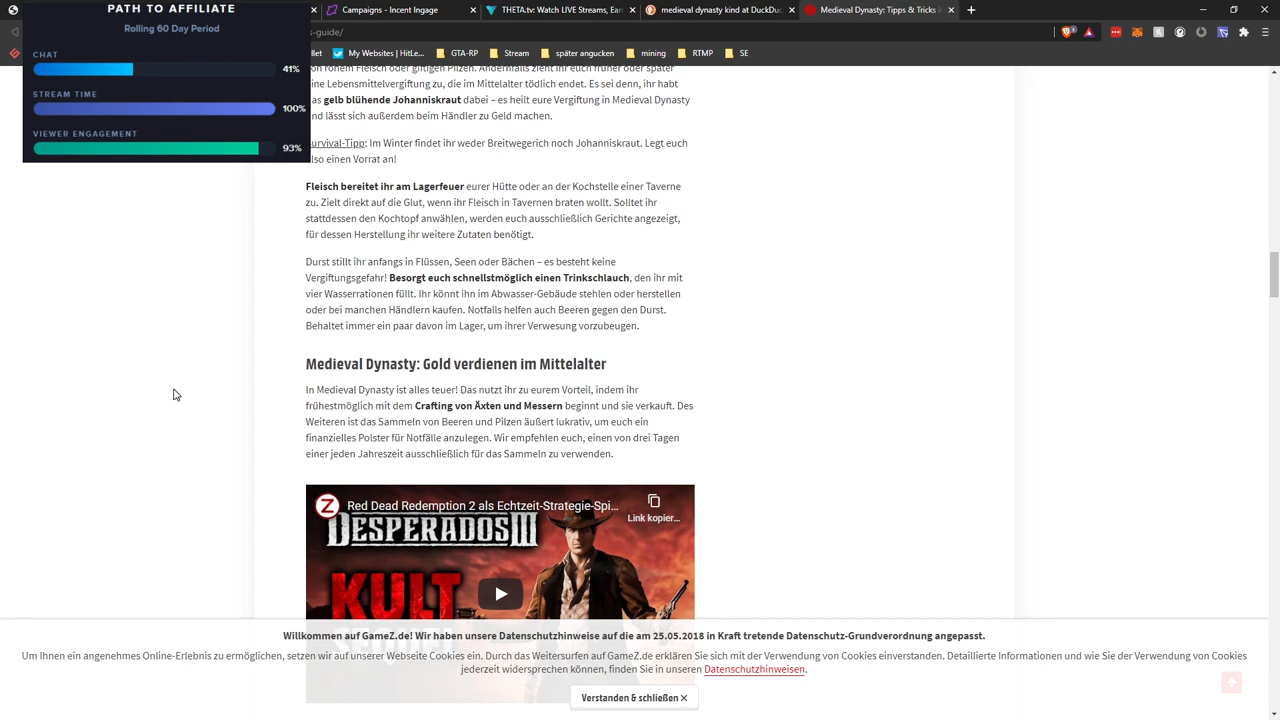 PATH TO AFFILIATE
Rolling 60 Day Period
CHAT
41%
STREAM TIME
100%
VIEWER ENGAGEMENT
93%
Campaigns - Incent Ingage
THETA.tv: Watch LIVE Streams, Ear
medieval dynasty kind at DuckDuc
Medieval Dynasty: Tipps & Tricks
s-guide/
My Websites | HitLe...
GTA-RP
Stream
später angucken
mining
RTMP
SE
von rohem Fleisch oder giftigen Pilzen. Andernfalls zieht ihr euch früher oder später
eine Lebensmittelvergiftung zu, die im Mittelalter tödlich endet. Es sei denn, ihr habt
das gelb blühende Johanniskraut dabei – es heilt eure Vergiftung in Medieval Dynasty
und lässt sich außerdem beim Händler zu Geld machen.
Survival-Tipp: Im Winter findet ihr weder Breitwegerich noch Johanniskraut. Legt euch
also einen Vorrat an!
Fleisch bereitet ihr am Lagerfeuer eurer Hütte oder an der Kochstelle einer Taverne
zu. Zielt direkt auf die Glut, wenn ihr Fleisch in Tavernen braten wollt. Solltet ihr
stattdessen den Kochtopf anwählen, werden euch ausschließlich Gerichte angezeigt,
für dessen Herstellung ihr weitere Zutaten benötigt.
Durst stillt ihr anfangs in Flüssen, Seen oder Bächen – es besteht keine
Vergiftungsgefahr! Besorgt euch schnellstmöglich einen Trinkschlauch, den ihr mit
vier Wasserrationen füllt. Ihr könnt ihn im Abwasser-Gebäude stehlen oder herstellen
oder bei manchen Händlern kaufen. Notfalls helfen auch Beeren gegen den Durst.
Behaltet immer ein paar davon im Lager, um ihrer Verwesung vorzubeugen.
Medieval Dynasty: Gold verdienen im Mittelalter
In Medieval Dynasty ist alles teuer! Das nutzt ihr zu eurem Vorteil, indem ihr
frühestmöglich mit dem Crafting von Äxten und Messern beginnt und sie verkauft. Des
Weiteren ist das Sammeln von Beeren und Pilzen äußert lukrativ, um euch ein
finanzielles Polster für Notfälle anzulegen. Wir empfehlen euch, einen von drei Tagen
einer jeden Jahreszeit ausschließlich für das Sammeln zu verwenden.
Z
Red Dead Redemption 2 als Echtzeit-Strategie-Spi...
Link kopier...
DESPERADOS III
KULT
Willkommen auf GameZ.de! Wir haben unsere Datenschutzhinweise auf die am 25.05.2018 in Kraft tretende Datenschutz-Grundverordnung angepasst.
Um Ihnen ein angenehmes Online-Erlebnis zu ermöglichen, setzen wir auf unserer Webseite Cookies ein. Durch das Weitersurfen auf GameZ.de erklären Sie sich mit der Verwendung von Cookies einverstanden. Detaillierte Informationen und wie Sie der Verwendung von Cookies
jederzeit widersprechen können, finden Sie in unseren Datenschutzhinweisen.
Verstanden & schließen ✕